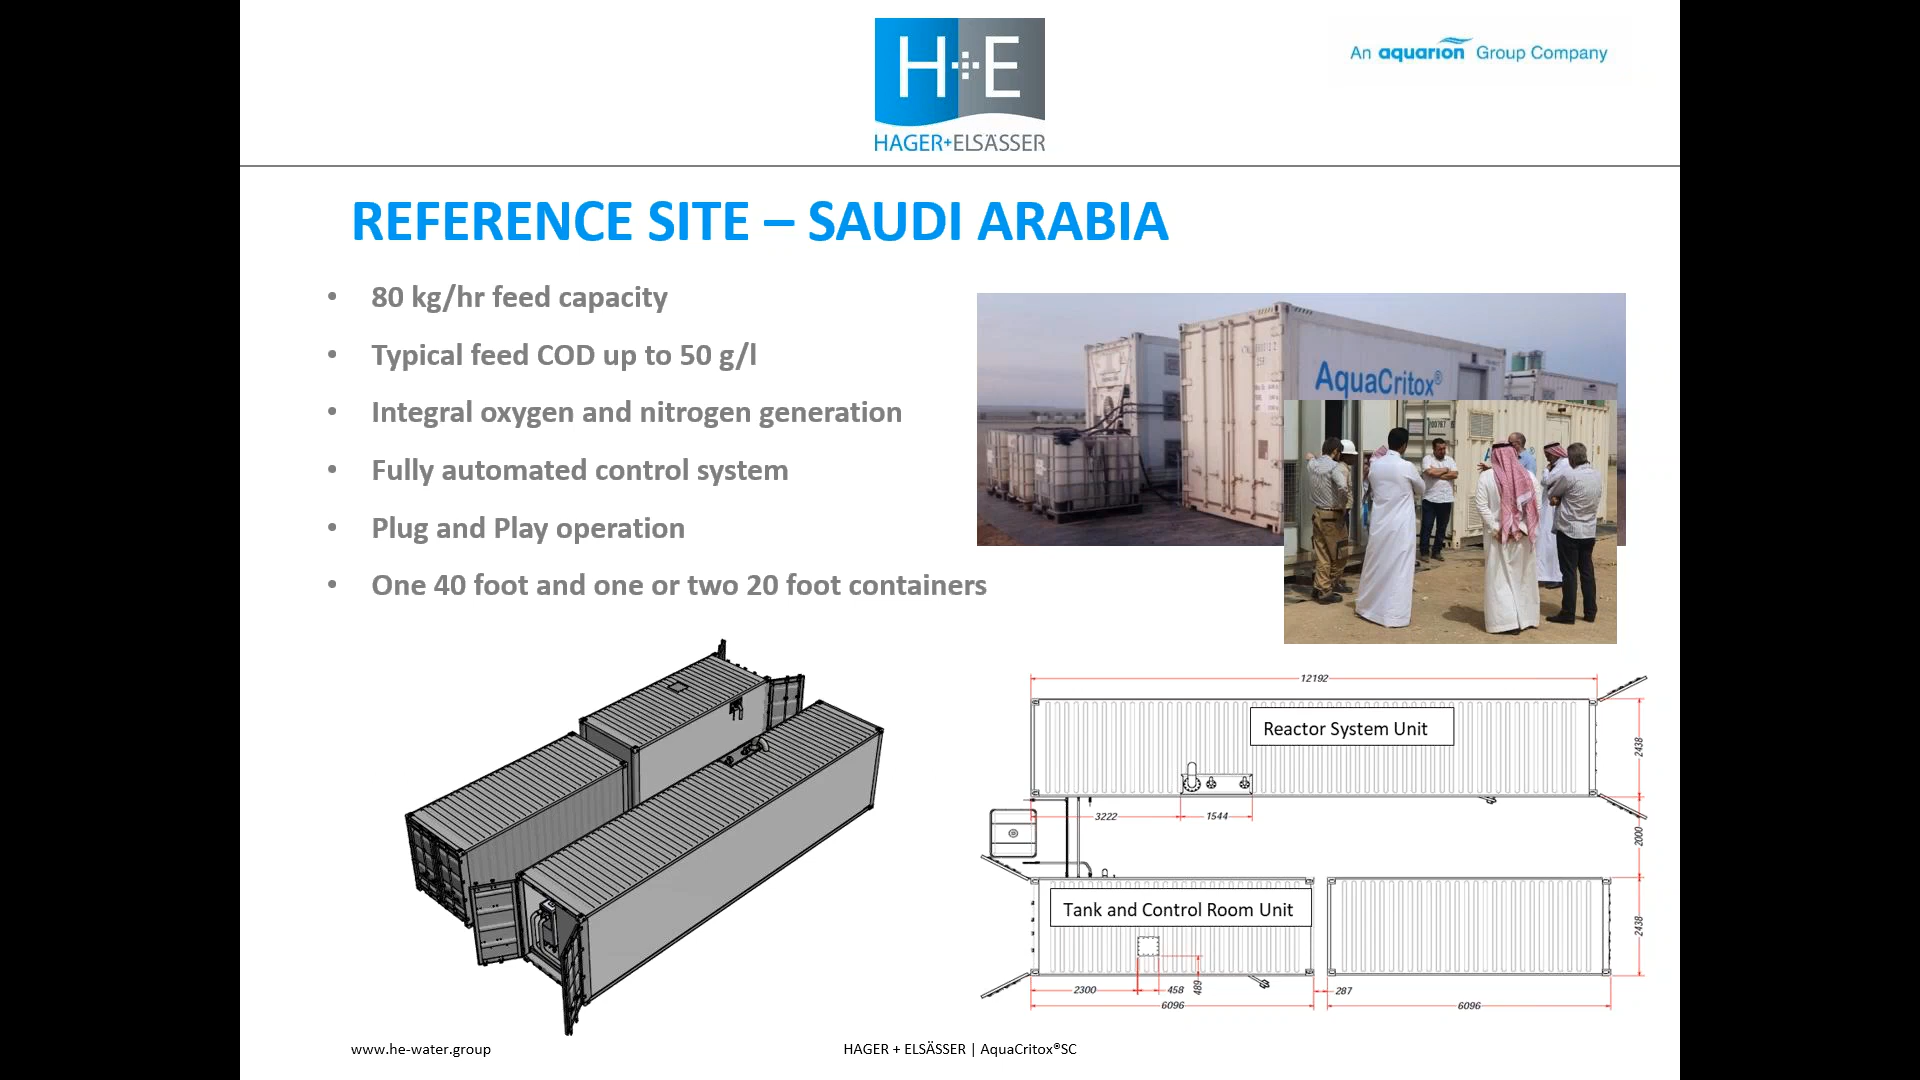 H+E
HAGER+ELSÄSSER
An aquarion Group Company
REFERENCE SITE – SAUDI ARABIA
• 80 kg/hr feed capacity
• Typical feed COD up to 50 g/l
• Integral oxygen and nitrogen generation
• Fully automated control system
• Plug and Play operation
• One 40 foot and one or two 20 foot containers
AquaCritox®
12192
Reactor System Unit
2438
3222
1544
2000
Tank and Control Room Unit
2438
2300
458
489
287
6096
6096
www.he-water.group
HAGER + ELSÄSSER | AquaCritox®SC